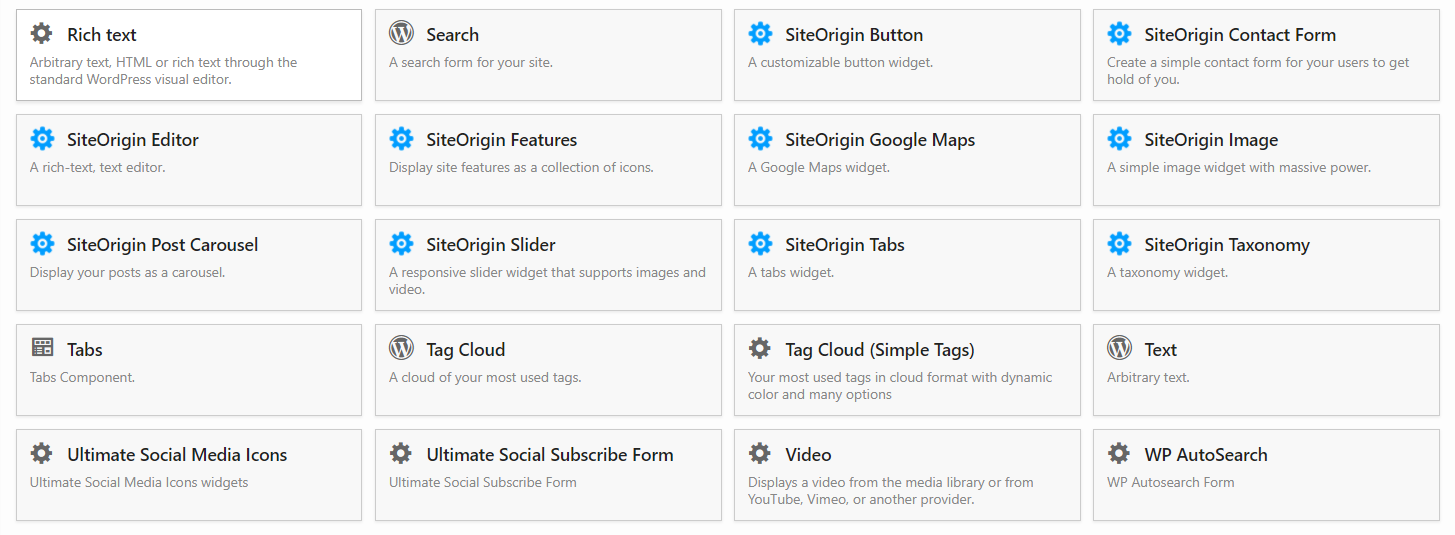 Rich text
Arbitrary text, HTML or rich text through the
standard WordPress visual editor.
Search
A search form for your site.
SiteOrigin Button
A customizable button widget.
SiteOrigin Contact Form
Create a simple contact form for your users to get
hold of you.
SiteOrigin Editor
A rich-text, text editor.
SiteOrigin Features
Display site features as a collection of icons.
SiteOrigin Google Maps
A Google Maps widget.
SiteOrigin Image
A simple image widget with massive power.
SiteOrigin Post Carousel
Display your posts as a carousel.
SiteOrigin Slider
A responsive slider widget that supports images and
video.
SiteOrigin Tabs
A tabs widget.
SiteOrigin Taxonomy
A taxonomy widget.
Tabs
Tabs Component.
Tag Cloud
A cloud of your most used tags.
Tag Cloud (Simple Tags)
Your most used tags in cloud format with dynamic
color and many options
Text
Arbitrary text.
Ultimate Social Media Icons
Ultimate Social Media Icons widgets
Ultimate Social Subscribe Form
Ultimate Social Subscribe Form
Video
Displays a video from the media library or from
YouTube, Vimeo, or another provider.
WP AutoSearch
WP Autosearch Form